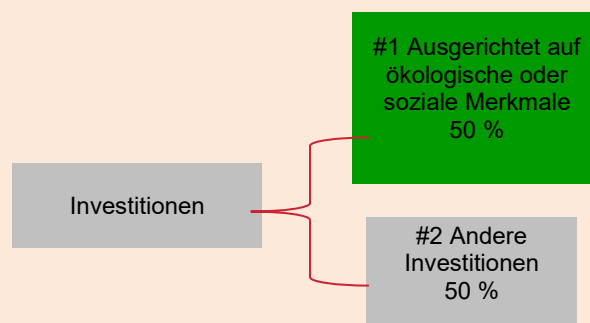 #1 Ausgerichtet auf
ökologische oder
soziale Merkmale
50 %
Investitionen
#2 Andere
Investitionen
50 %